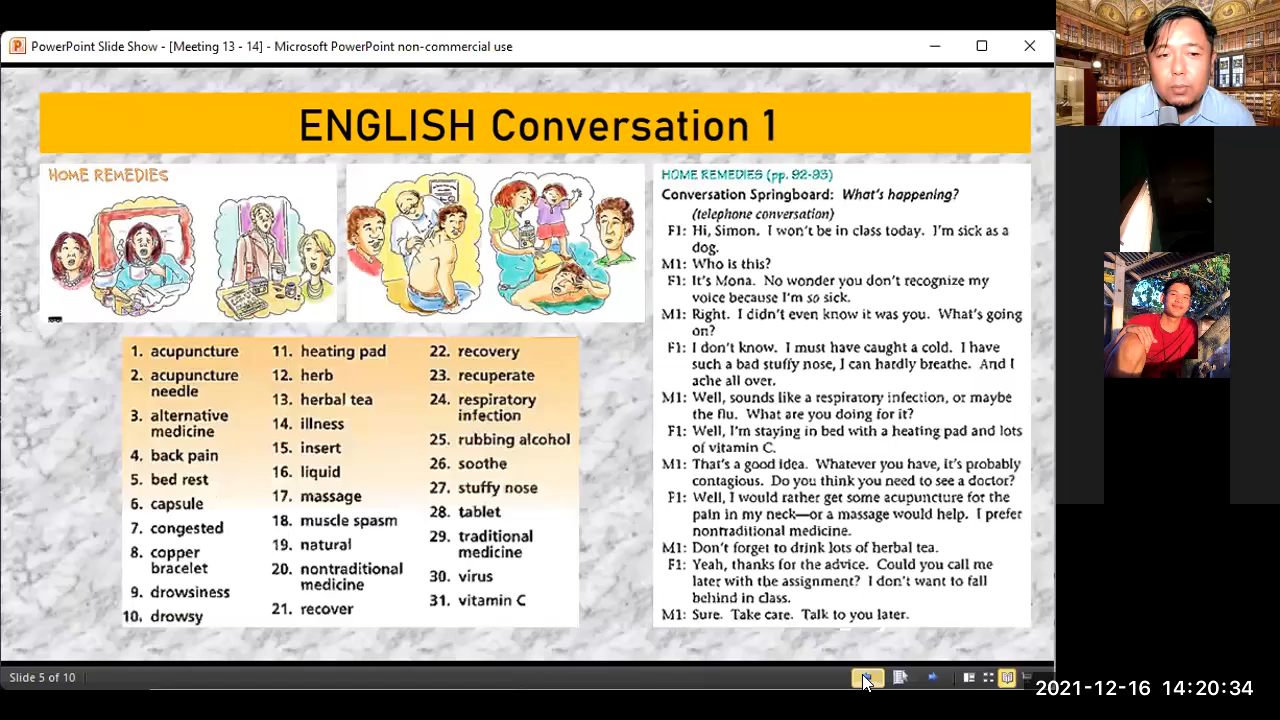 PowerPoint Slide Show - [Meeting 13 - 14] - Microsoft PowerPoint non-commercial use
ENGLISH Conversation 1
HOME REMEDIES
1. acupuncture
2. acupuncture
needle
3. alternative
medicine
4. back pain
5. bed rest
6. capsule
7. congested
8. copper
bracelet
9. drowsiness
10. drowsy
11. heating pad
12. herb
13. herbal tea
14. illness
15. insert
16. liquid
17. massage
18. muscle spasm
19. natural
20. nontraditional
medicine
21. recover
22. recovery
23. recuperate
24. respiratory
infection
25. rubbing alcohol
26. soothe
27. stuffy nose
28. tablet
29. traditional
medicine
30. virus
31. vitamin C
HOME REMEDIES (pp. 92-93)
Conversation Springboard: What's happening?
(telephone conversation)
F1: Hi, Simon. I won't be in class today. I'm sick as a
dog.
M1: Who is this?
F1: It's Mona. No wonder you don't recognize my
voice because I'm so sick.
M1: Right. I didn't even know it was you. What's going
on?
F1: I don't know. I must have caught a cold. I have
such a bad stuffy nose, I can hardly breathe. And I
ache all over.
M1: Well, sounds like a respiratory infection, or maybe
the flu. What are you doing for it?
F1: Well, I'm staying in bed with a heating pad and lots
of vitamin C.
M1: That's a good idea. Whatever you have, it's probably
contagious. Do you think you need to see a doctor?
F1: Well, I would rather get some acupuncture for the
pain in my neck—or a massage would help. I prefer
nontraditional medicine.
M1: Don't forget to drink lots of herbal tea.
F1: Yeah, thanks for the advice. Could you call me
later with the assignment? I don't want to fall
behind in class.
M1: Sure. Take care. Talk to you later.
Slide 5 of 10
2021-12-16 14:20:34